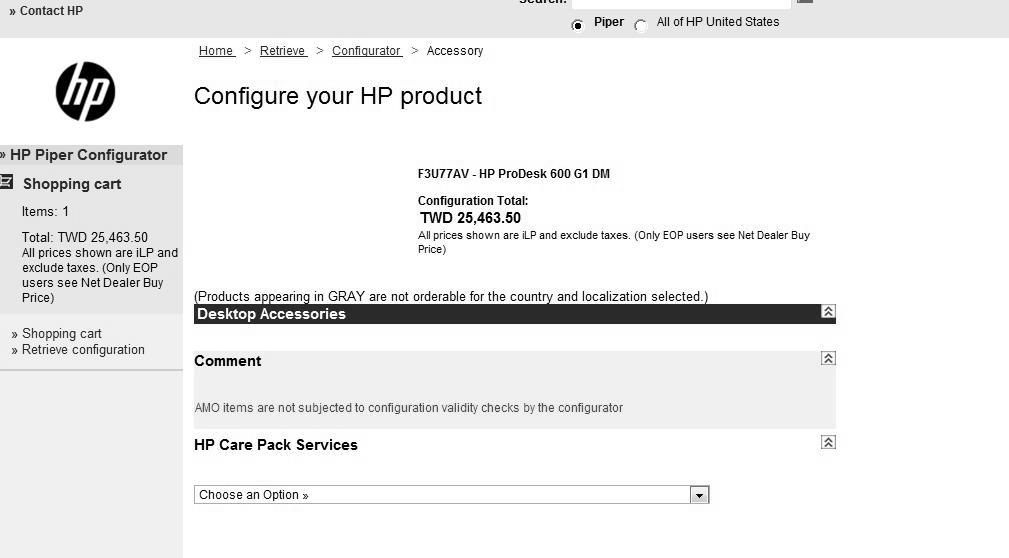 » Contact HP
Search:
Piper All of HP United States
Home > Retrieve > Configurator > Accessory
hp
Configure your HP product
» HP Piper Configurator
Shopping cart
Items: 1
Total: TWD 25,463.50
All prices shown are iLP and
exclude taxes. (Only EOP
users see Net Dealer Buy
Price)
» Shopping cart
» Retrieve configuration
F3U77AV - HP ProDesk 600 G1 DM
Configuration Total:
TWD 25,463.50
All prices shown are iLP and exclude taxes. (Only EOP users see Net Dealer Buy
Price)
(Products appearing in GRAY are not orderable for the country and localization selected.)
Desktop Accessories
Comment
AMO items are not subjected to configuration validity checks by the configurator
HP Care Pack Services
Choose an Option »